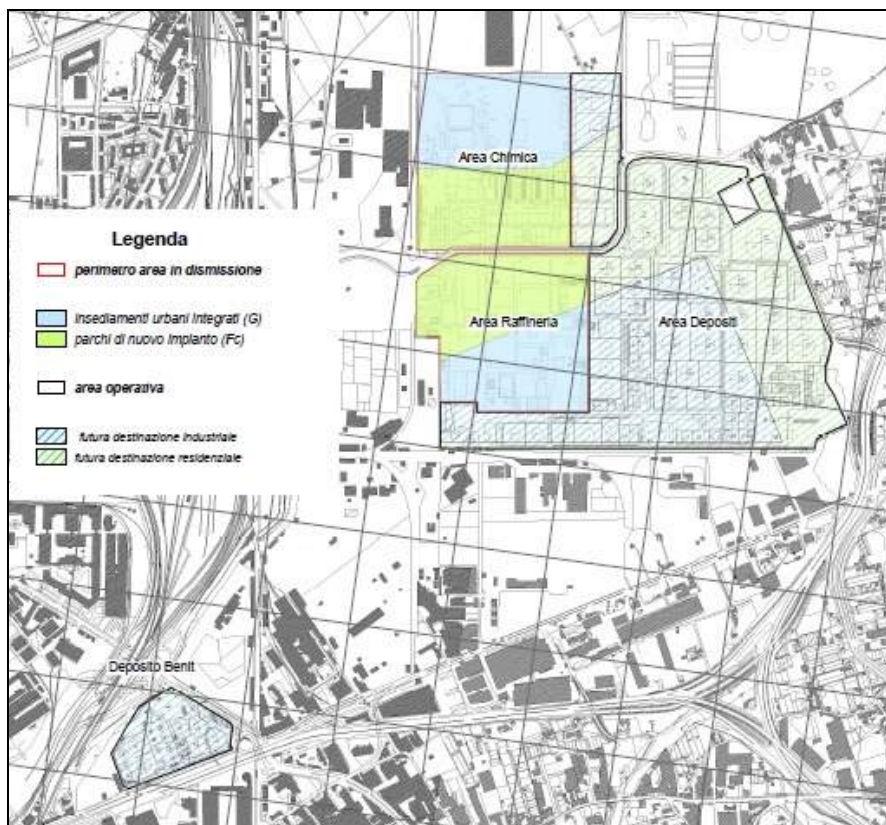 Area Chimica
Legenda
perimetro area in dismissione
insediamenti urbani integrati (G)
parchi di nuovo impianto (Fc)
area operativa
futura destinazione industriale
futura destinazione residenziale
Area Raffineria
Area Depositi
Deposito Benit